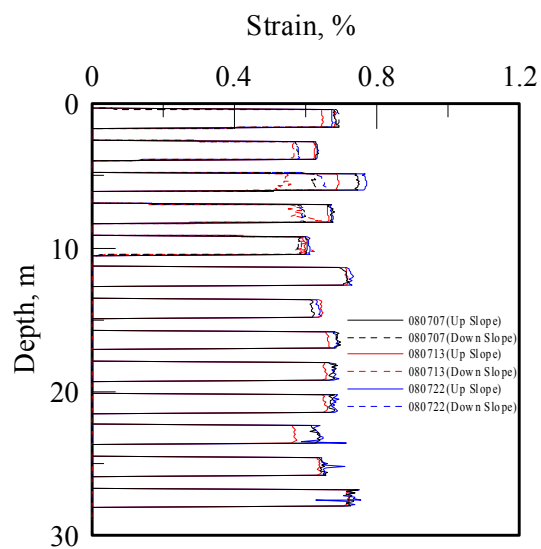 Strain, %
0 0.4 0.8 1.2
0
10
20
30
Depth, m
080707(Up Slope)
080707(Down Slope)
080713(Up Slope)
080713(Down Slope)
080722(Up Slope)
080722(Down Slope)